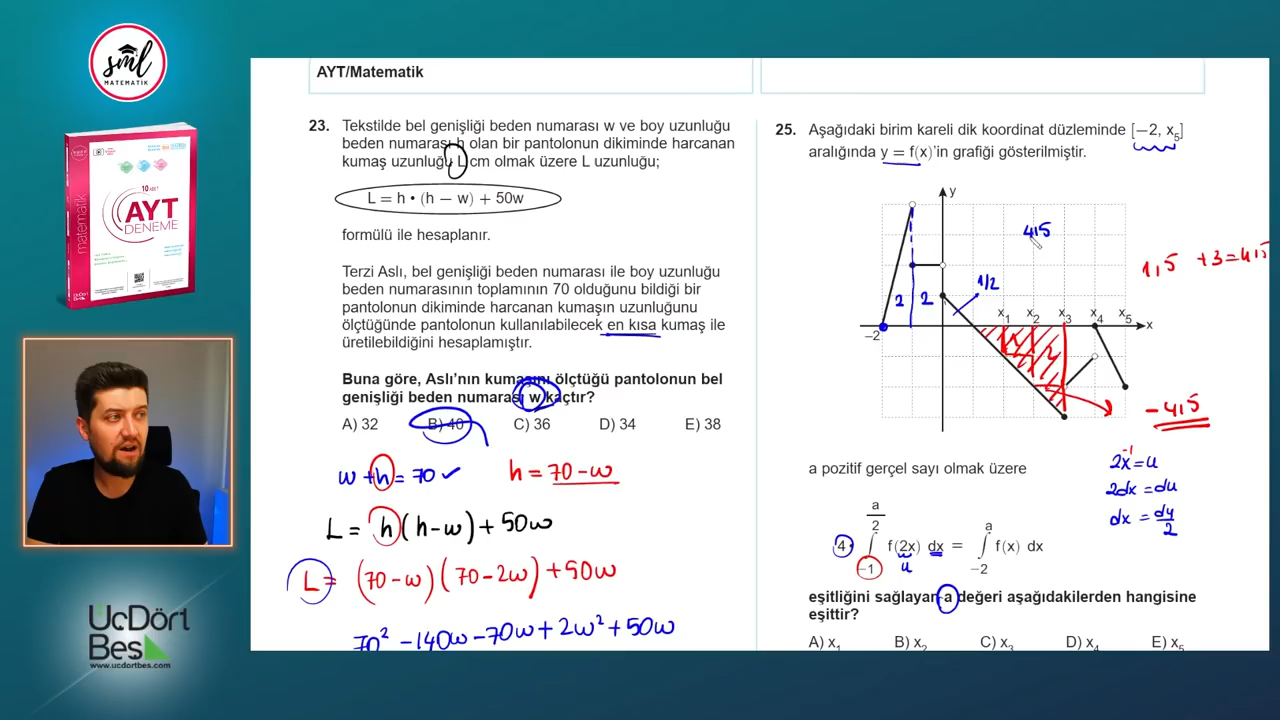 sml
MATEMATİK
matematik
10 ADET
AYT
DENEME
ÜcDört
Bes
www.ucdortbes.com
AYT/Matematik
23. Tekstilde bel genişliği beden numarası w ve boy uzunluğu
beden numarası h olan bir pantolonun dikiminde harcanan
kumaş uzunluğu L cm olmak üzere L uzunluğu;
L = h • (h − w) + 50w
formülü ile hesaplanır.
Terzi Aslı, bel genişliği beden numarası ile boy uzunluğu
beden numarasının toplamının 70 olduğunu bildiği bir
pantolonun dikiminde harcanan kumaşın uzunluğunu
ölçtüğünde pantolonun kullanılabilecek en kısa kumaş ile
üretilebildiğini hesaplamıştır.
Buna göre, Aslı’nın kumaşını ölçtüğü pantolonun bel
genişliği beden numarası w kaçtır?
A) 32 B) 40 C) 36 D) 34 E) 38
w + h = 70 ✓ h = 70 - w
L = h (h-w) + 50w
L = (70-w) (70-2w) + 50w
70² - 140w - 70w + 2w² + 50w
25. Aşağıdaki birim kareli dik koordinat düzleminde [−2, x₅]
aralığında y = f(x)’in grafiği gösterilmiştir.
y
4,5
1,5 +3=4,5
2 2 1/2
x₁ x₂ x₃ x₄ x₅ x
−2
-4,5
a pozitif gerçel sayı olmak üzere
2x = u
-1
2dx = du
dx = du/2
4 • ∫ f(2x) dx = ∫ f(x) dx
a/2 a
−1 −2
u
eşitliğini sağlayan a değeri aşağıdakilerden hangisine
eşittir?
A) x₁ B) x₂ C) x₃ D) x₄ E) x₅